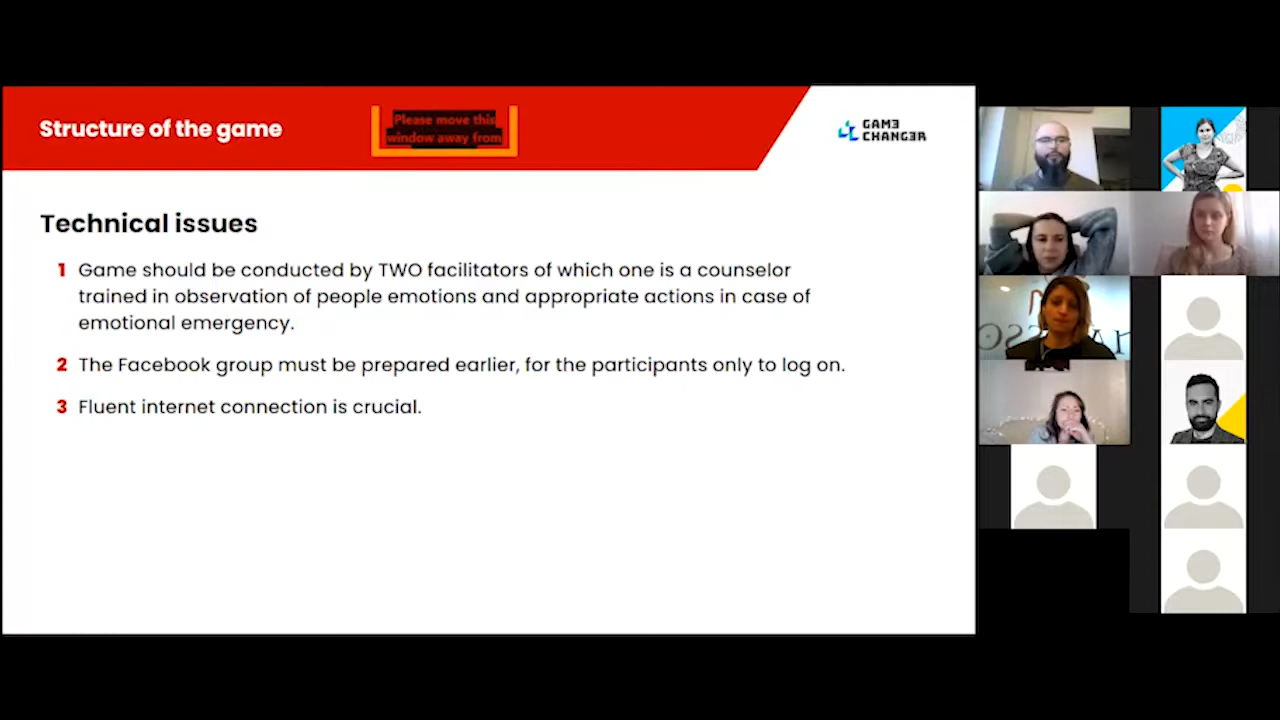 Structure of the game
Please move this
window away from
GAME
CHANGER
Technical issues
1 Game should be conducted by TWO facilitators of which one is a counselor
trained in observation of people emotions and appropriate actions in case of
emotional emergency.
2 The Facebook group must be prepared earlier, for the participants only to log on.
3 Fluent internet connection is crucial.